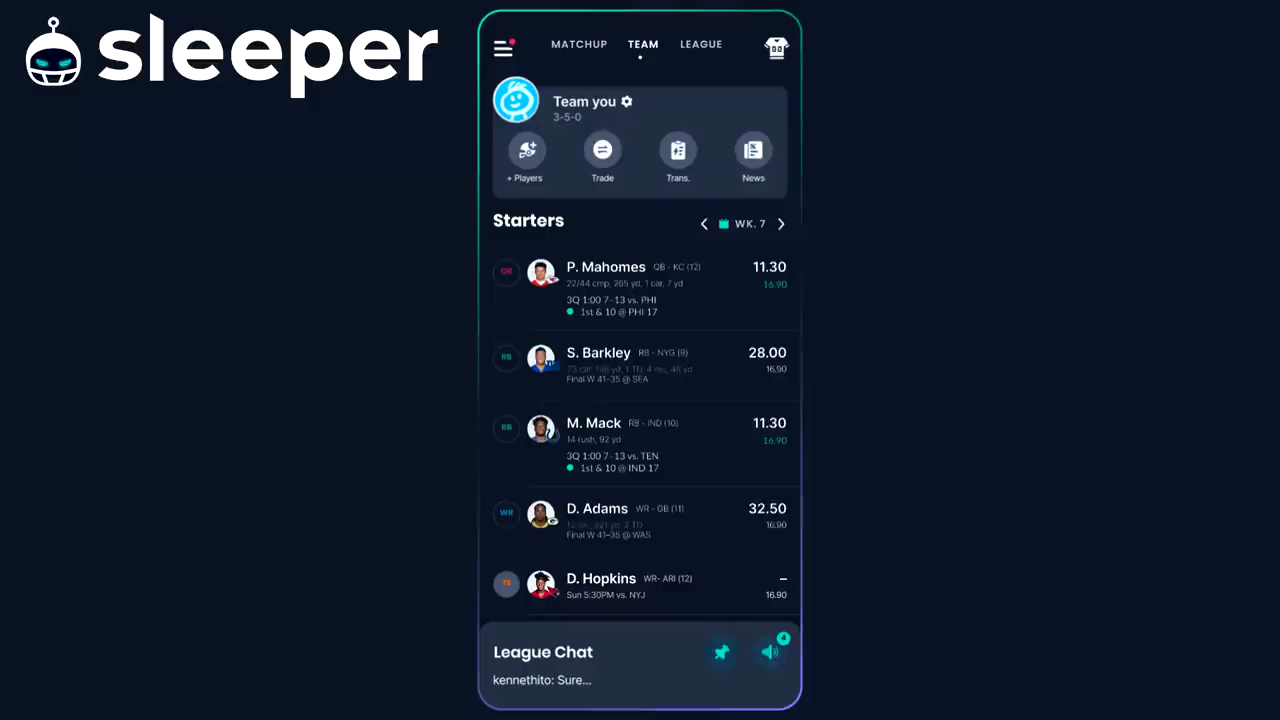 sleeper
MATCHUP TEAM LEAGUE
Team you
3-5-0
+ Players Trade Trans. News
Starters
WK. 7
QB P. Mahomes QB - KC (12) 11.30
22/44 cmp, 265 yd, 1 car, 7 yd 16.90
3Q 1:00 7-13 vs. PHI
1st & 10 @ PHI 17
RB S. Barkley RB - NYG (9) 28.00
yd, 1 TD, 16.90
Final W 41-35 @ SEA
RB M. Mack RB - IND (10) 11.30
14 rush, 92 yd 16.90
3Q 1:00 7-13 vs. TEN
1st & 10 @ IND 17
WR D. Adams WR - GB (11) 32.50
16.90
Final W 41-35 @ WAS
D. Hopkins WR- ARI (12) –
Sun 5:30PM vs. NYJ 16.90
League Chat 4
kennethito: Sure...